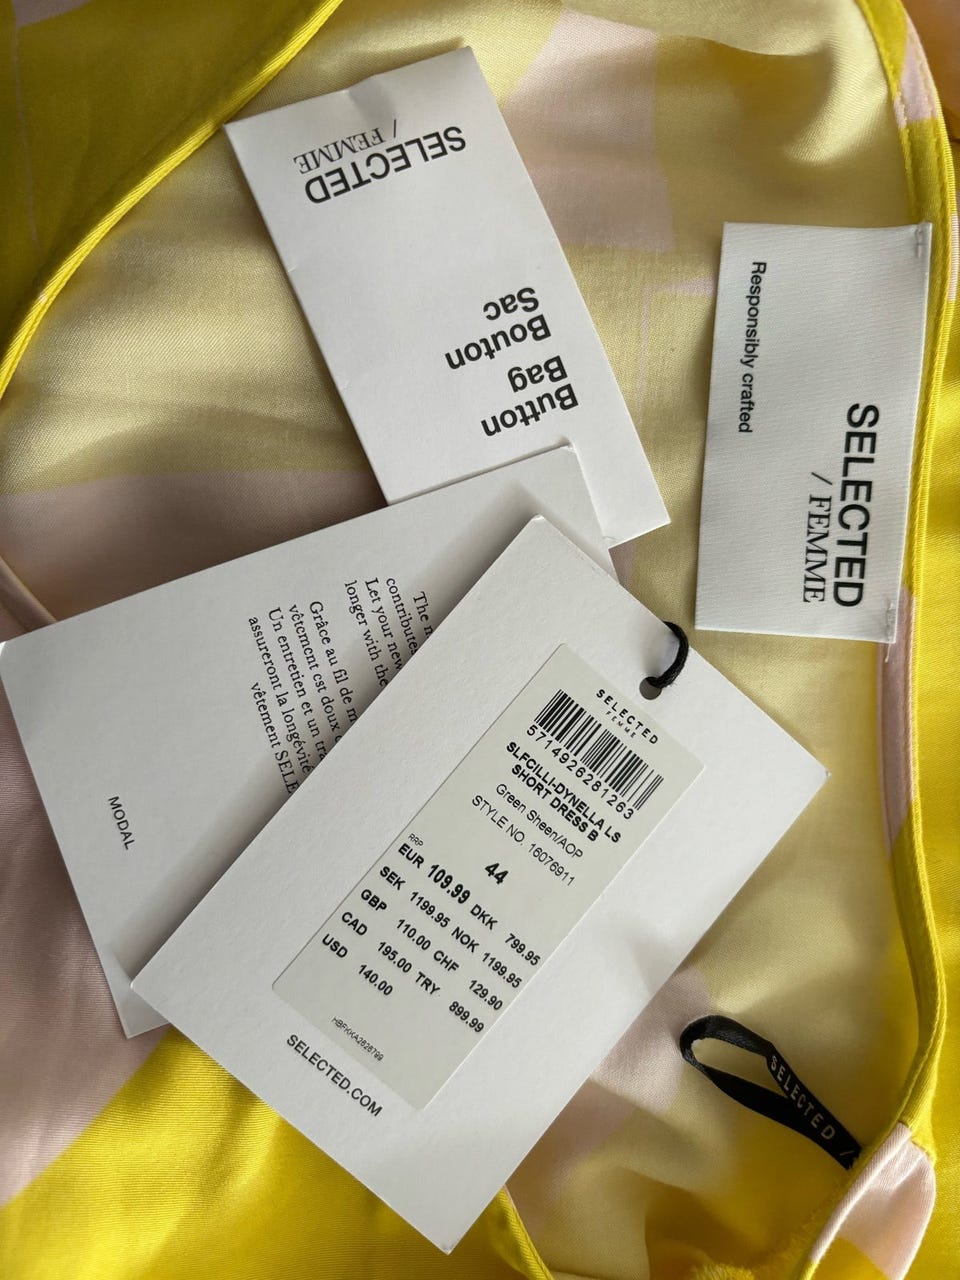 SELECTED
/ FEMME
Button
Bag
Bouton
Sac
Responsibly crafted
SELECTED
/ FEMME
The
contributes
Let your new
longer with the
Grâce au fil de
vêtement est doux
Un entretien et un
assureront la longévité
vêtement
MODAL
SELECTED
FEMME
5714926281263
SLFCILLI-DYNELLA LS
SHORT DRESS B
Green Sheen/AOP
STYLE NO. 16076911
44
RRP
EUR 109.99 DKK 799.95
SEK 1199.95 NOK 1199.95
GBP 110.00 CHF 129.90
CAD 195.00 TRY 899.99
USD 140.00
SELECTED.COM
SELECTED /